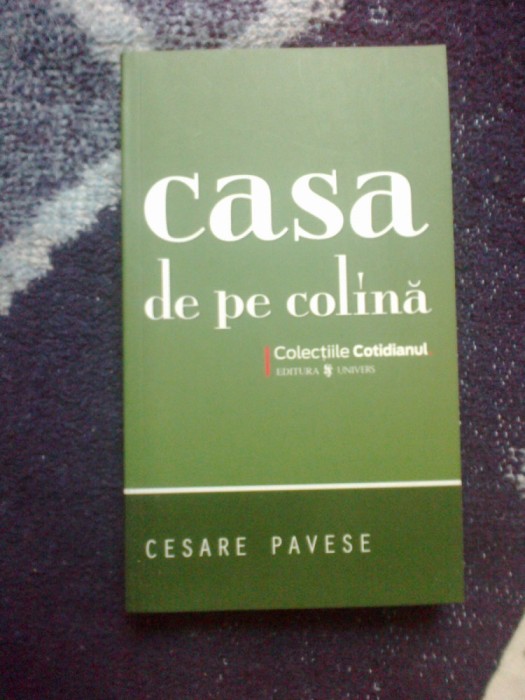 casa
de pe colină
Colecțiile Cotidianul
EDITURA UNIVERS
CESARE PAVESE